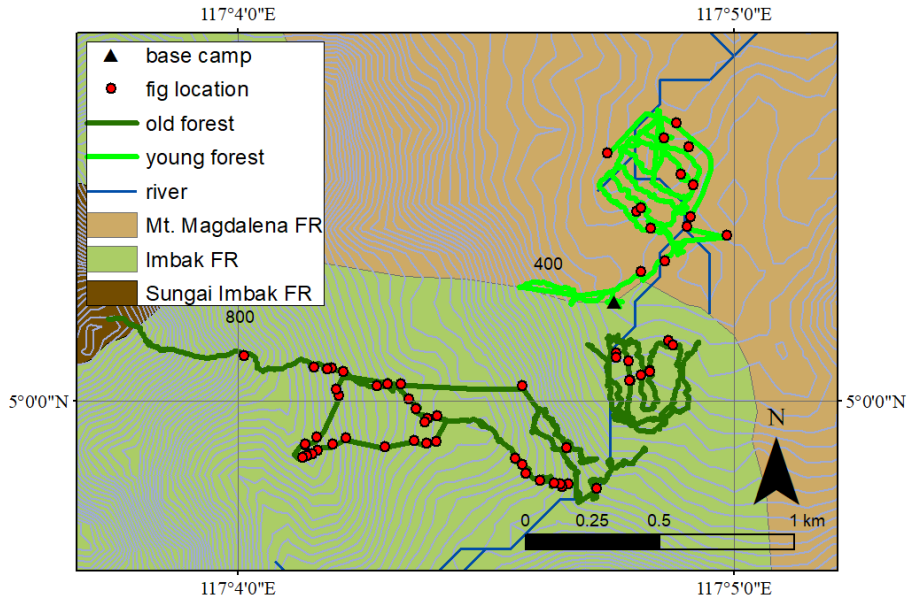 117°4'0"E 117°5'0"E
base camp
fig location
old forest
young forest
river
Mt. Magdalena FR
Imbak FR
Sungai Imbak FR
400
800
5°0'0"N 5°0'0"N
N
0 0.25 0.5 1 km
117°4'0"E 117°5'0"E